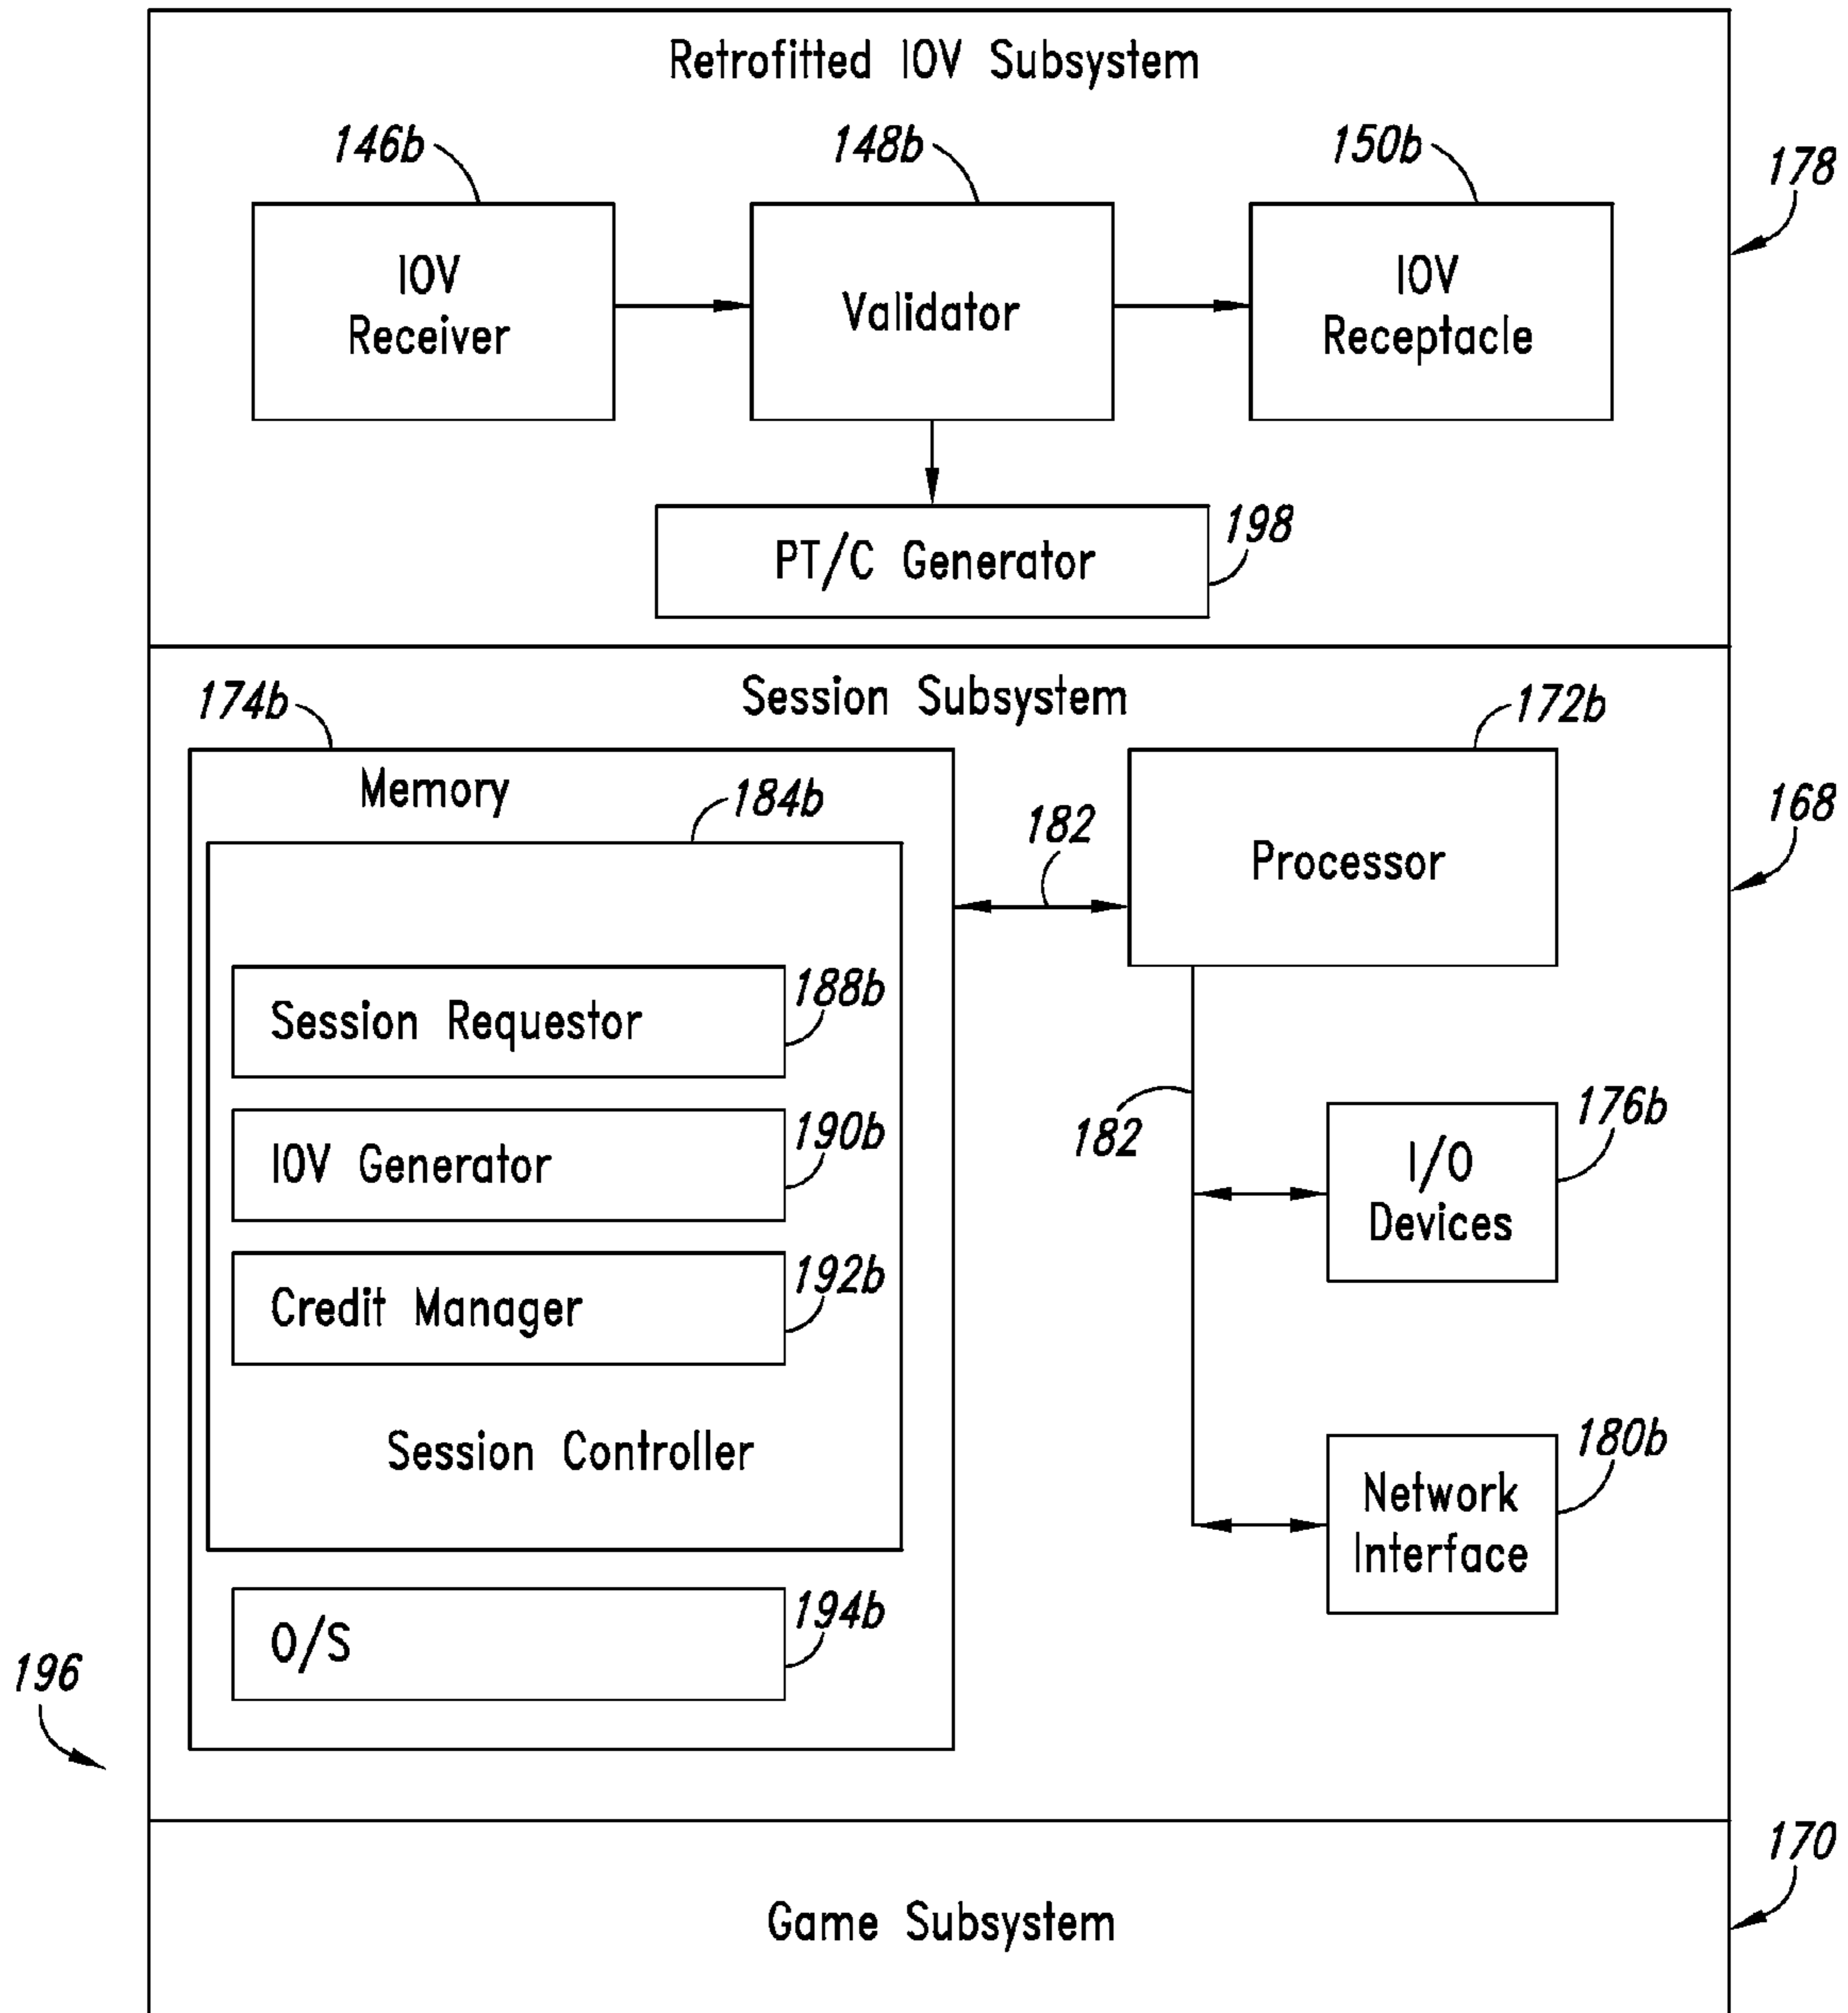 Retrofitted IOV Subsystem
146b
148b
150b
178
IOV
Receiver
Validator
IOV
Receptacle
PT/C Generator
198
Session Subsystem
174b
172b
Memory
184b
182
168
Processor
Session Requestor
188b
IOV Generator
190b
182
176b
I/O
Devices
Credit Manager
192b
Session Controller
180b
Network
Interface
O/S
194b
196
170
Game Subsystem